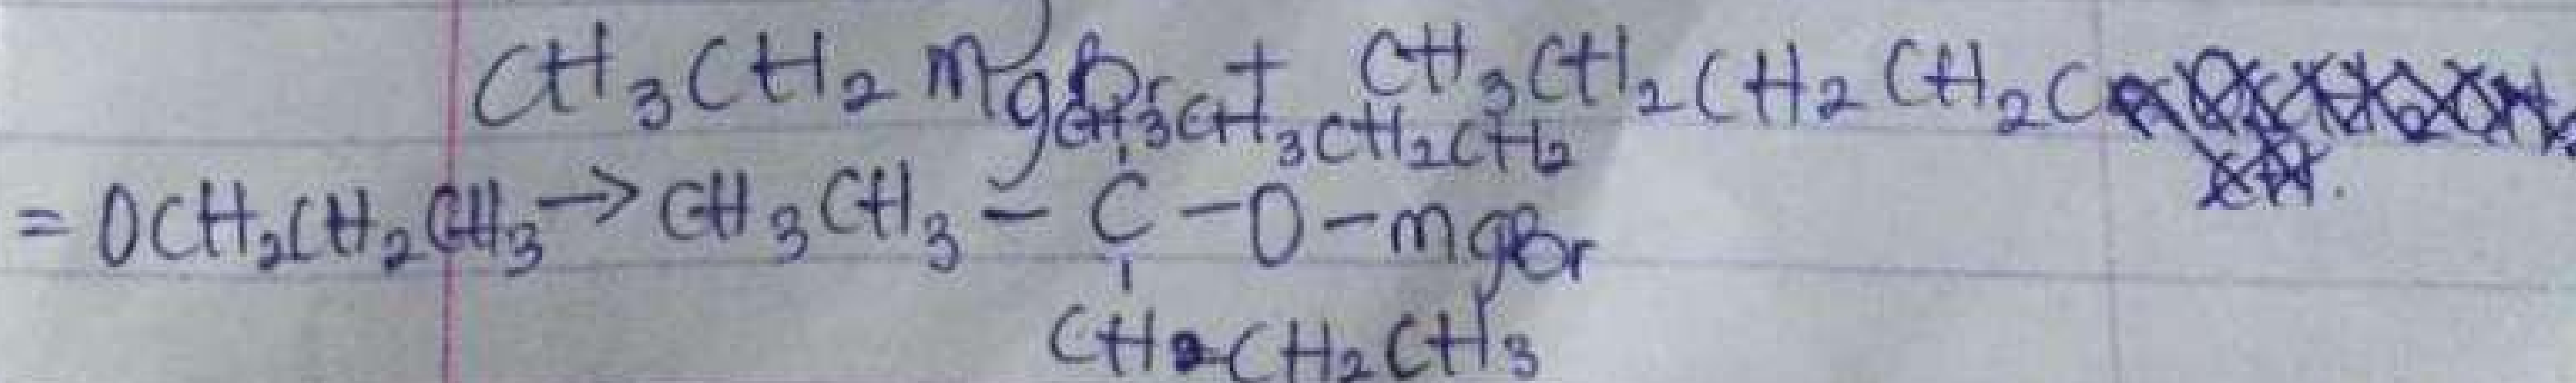 CH3CH2MgBr + CH3CH2CH2CH2C
CH3CH3CH2CH2
= OCH2CH2CH3 → CH3CH3 - C - O - MgBr
CH2CH2CH3